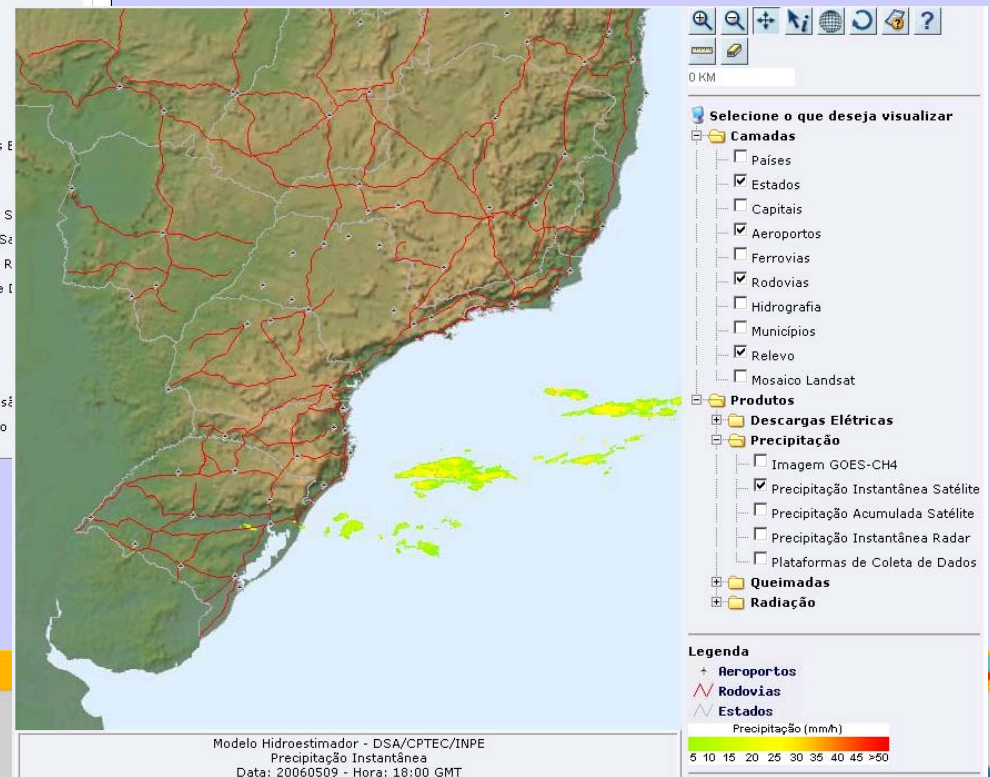 0 KM
Selecione o que deseja visualizar
Camadas
Países
Estados
Capitais
Aeroportos
Ferrovias
Rodovias
Hidrografia
Municípios
Relevo
Mosaico Landsat
Produtos
Descargas Elétricas
Precipitação
Imagem GOES-CH4
Precipitação Instantânea Satélite
Precipitação Acumulada Satélite
Precipitação Instantânea Radar
Plataformas de Coleta de Dados
Queimadas
Radiação
Legenda
Aeroportos
Rodovias
Estados
Precipitação (mm/h)
5 10 15 20 25 30 35 40 45 >50
Modelo Hidroestimador - DSA/CPTEC/INPE
Precipitação Instantânea
Data: 20060509 - Hora: 18:00 GMT